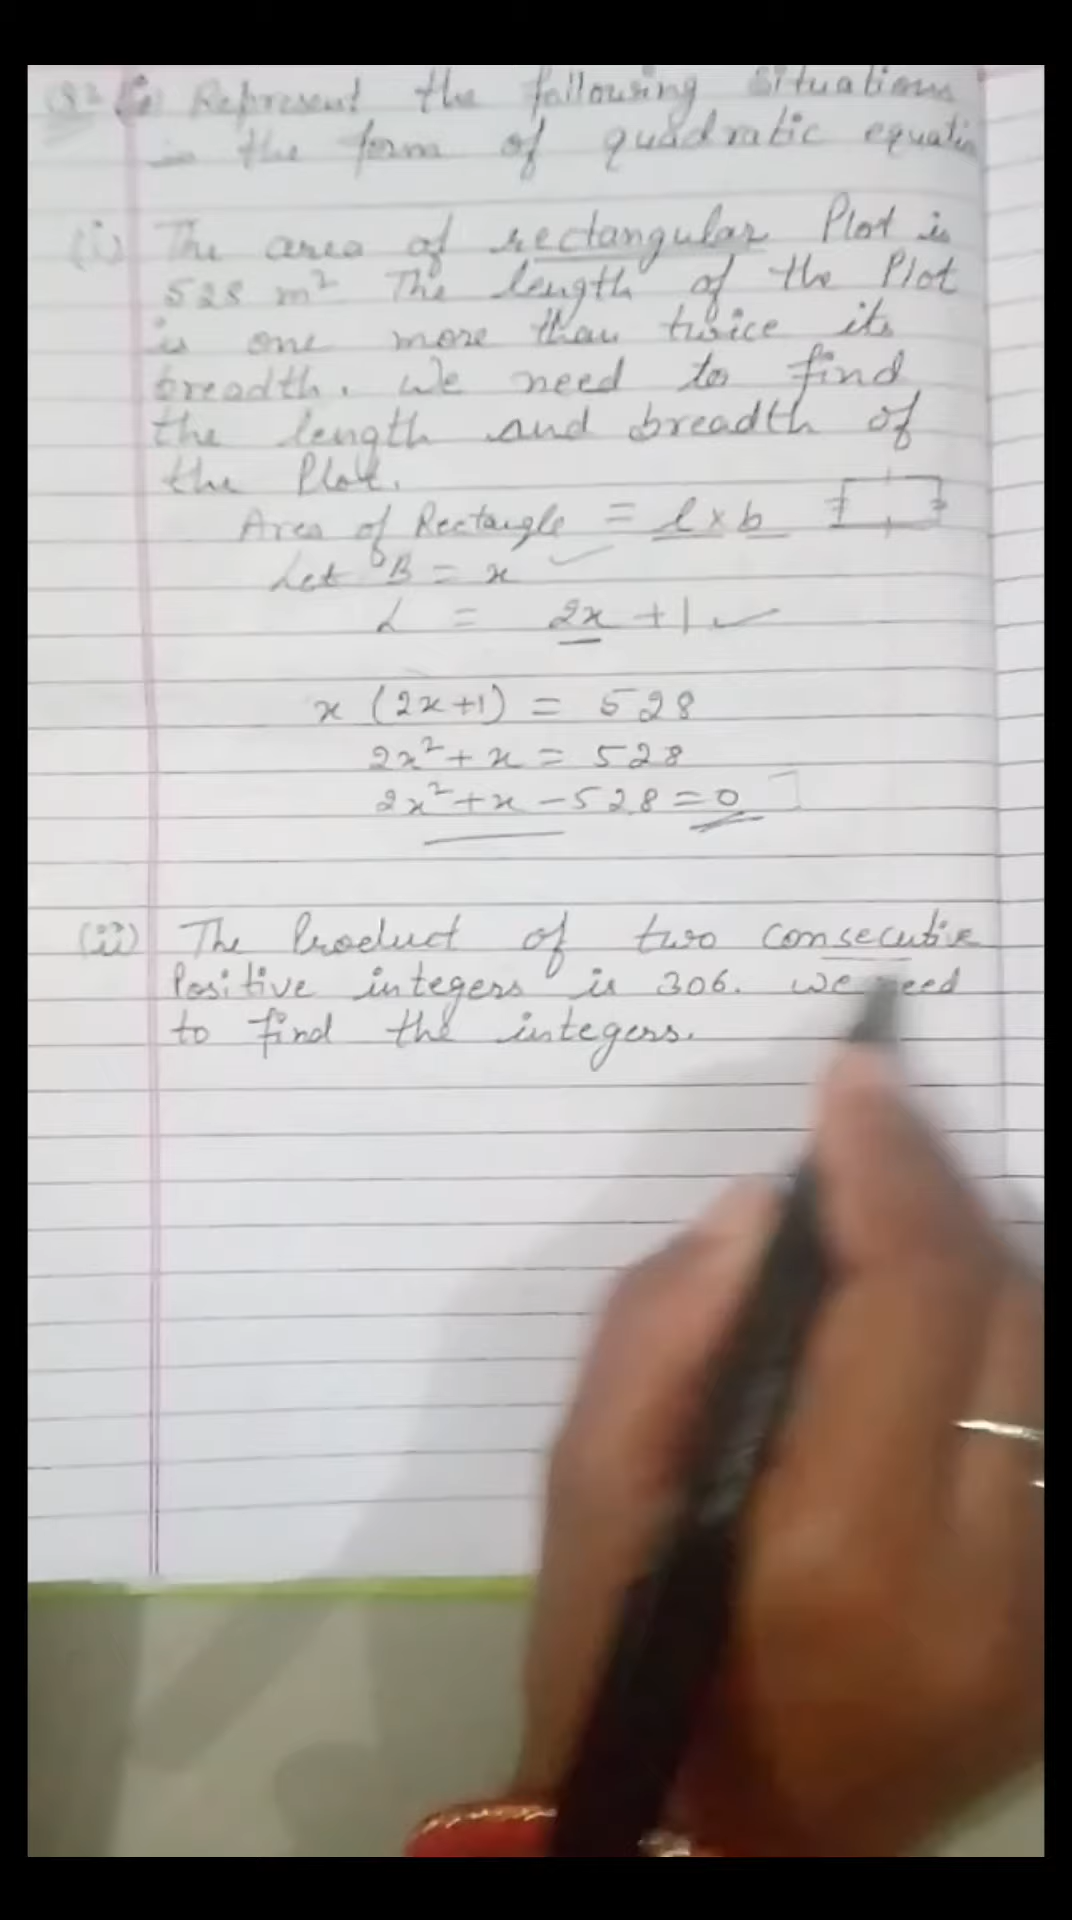 Q2 Represent the following situations
in the form of quadratic equatin
(i) The area of rectangular Plot is
528 m² The length of the Plot
is one more than twice its
breadth. We need to find
the length and breadth of
the Plot.
Area of Rectangle = l x b
Let B = x
L = 2x + 1
x (2x+1) = 528
2x² + x = 528
2x² + x - 528 = 0
(ii) The Product of two consecutive
Positive integers is 306. We need
to find the integers.